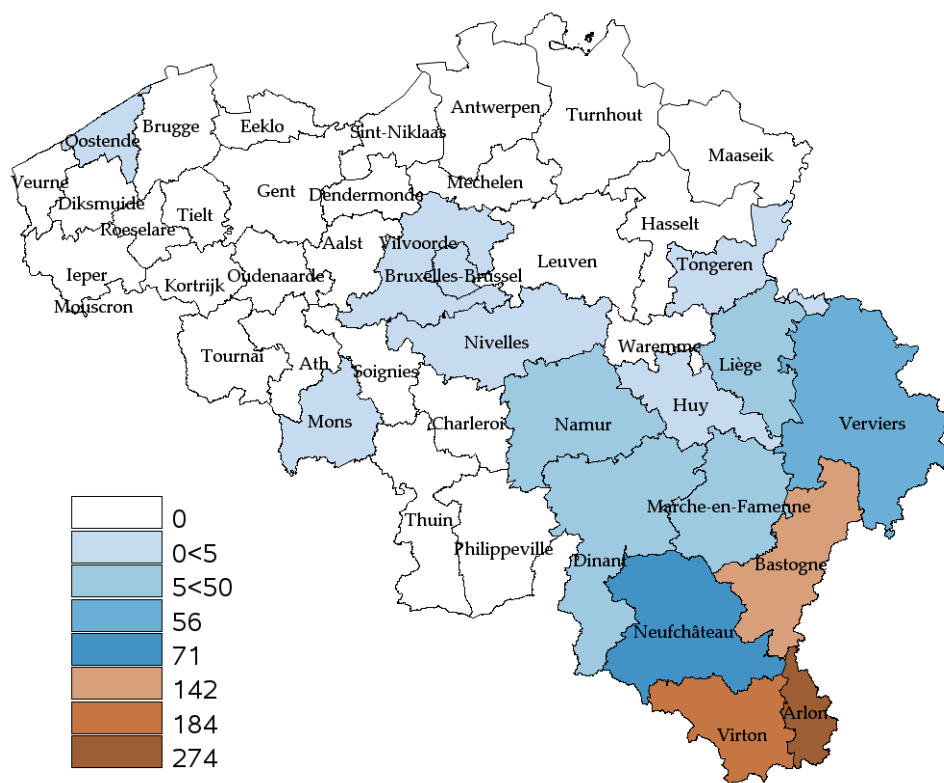 Antwerpen
Turnhout
Oostende
Brugge
Eeklo
Sint-Niklaas
Maaseik
Veurne
Diksmuide
Gent
Dendermonde
Mechelen
Roeselare
Tielt
Hasselt
Aalst
Vilvoorde
Leuven
Tongeren
Ieper
Kortrijk
Oudenaarde
Bruxelles-Brussel
Mouscron
Tournai
Ath
Soignies
Nivelles
Waremme
Liège
Mons
Charleroi
Namur
Huy
Verviers
Thuin
Philippeville
Marche-en-Famenne
Dinant
Bastogne
Neufchâteau
Virton
Arlon
0
0<5
5<50
56
71
142
184
274